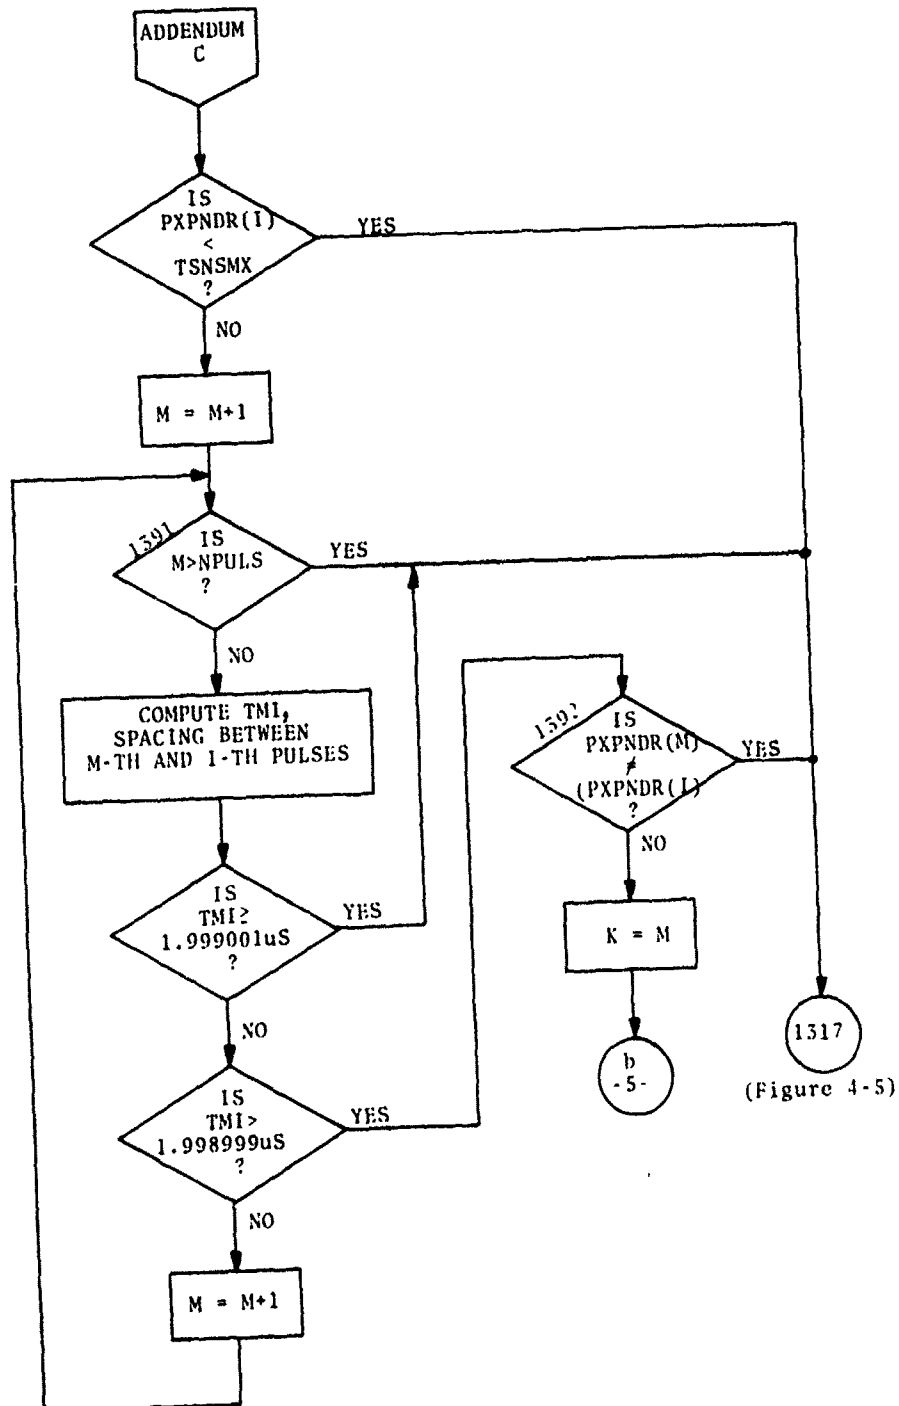 ADDENDUM
C
IS
PXPNDR(I)
<
TSNSMX
?
YES
NO
M = M+1
1391
IS
M>NPULS
?
YES
NO
COMPUTE TMI,
SPACING BETWEEN
M-TH AND I-TH PULSES
IS
TMI≥
1.999001uS
?
YES
NO
IS
TMI>
1.998999uS
?
YES
NO
M = M+1
1392
IS
PXPNDR(M)
≠
(PXPNDR(I)
?
YES
NO
K = M
b
-5-
1317
(Figure 4-5)